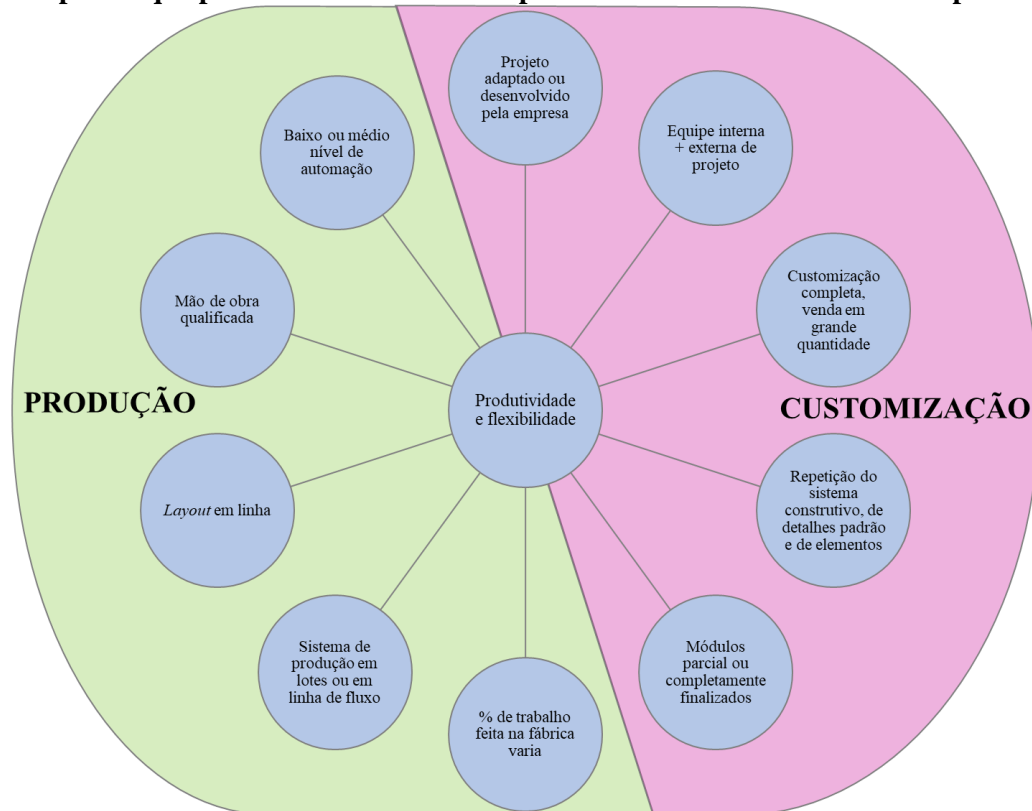 Projeto
adaptado ou
desenvolvido
pela empresa
Equipe interna
+ externa de
projeto
Baixo ou médio
nível de
automação
Customização
completa,
venda em
grande
quantidade
Mão de obra
qualificada
PRODUÇÃO
Produtividade
e flexibilidade
CUSTOMIZAÇÃO
Layout em linha
Repetição do
sistema
construtivo, de
detalhes padrão
e de elementos
Sistema de
produção em
lotes ou em
linha de fluxo
Módulos
parcial ou
completamente
finalizados
% de trabalho
feita na fábrica
varia